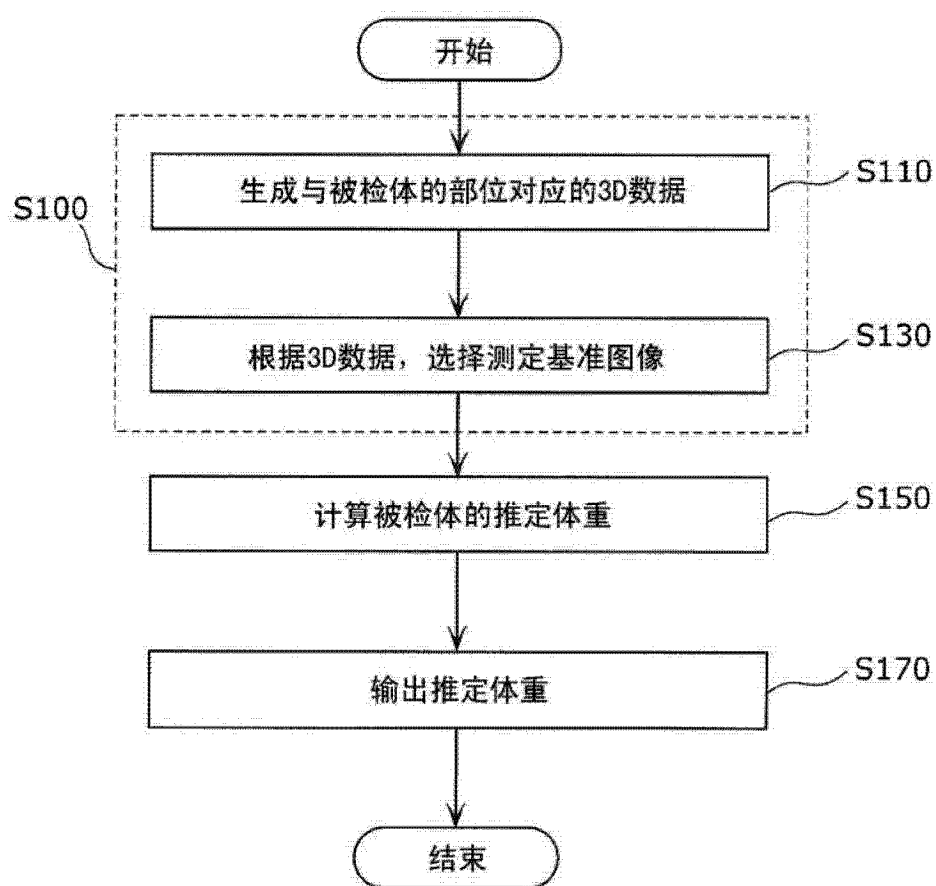 开始
生成与被检体的部位对应的3D数据
S110
S100
根据3D数据，选择测定基准图像
S130
计算被检体的推定体重
S150
输出推定体重
S170
结束